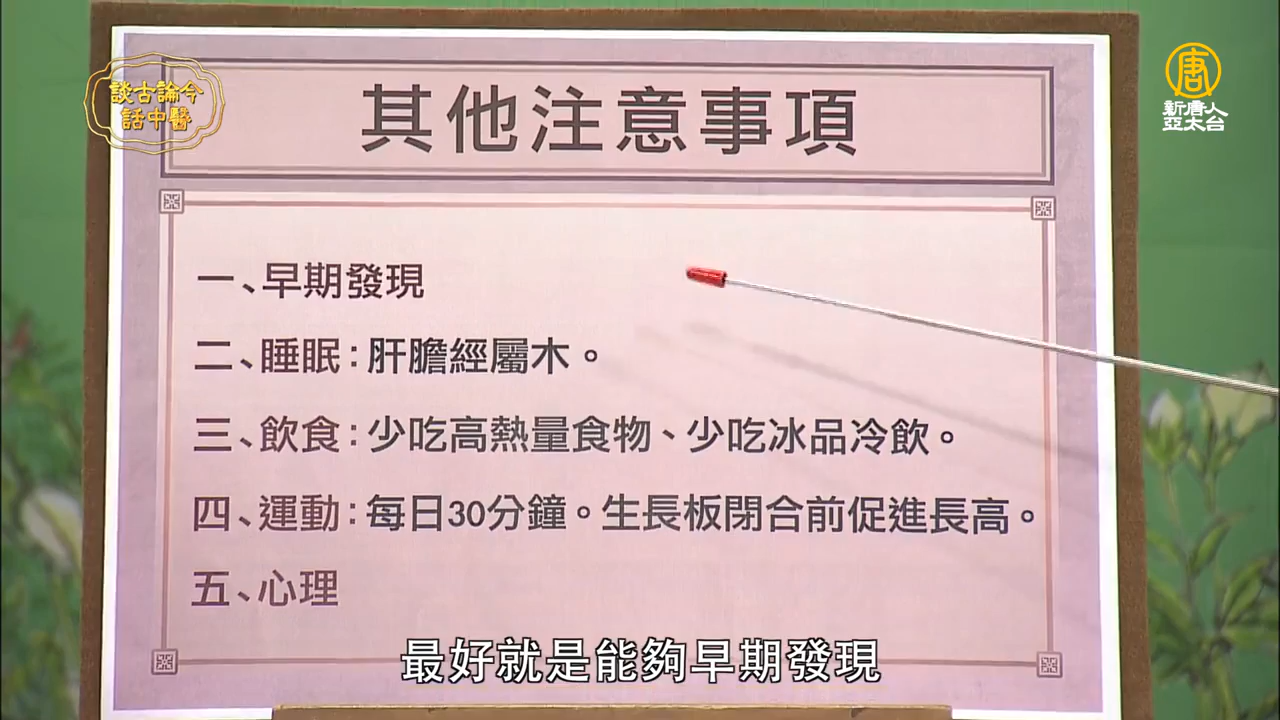 談古論今
話中醫
唐
新唐人
亞太台
其他注意事項
一、早期發現
二、睡眠：肝膽經屬木。
三、飲食：少吃高熱量食物、少吃冰品冷飲。
四、運動：每日30分鐘。生長板閉合前促進長高。
五、心理
最好就是能夠早期發現